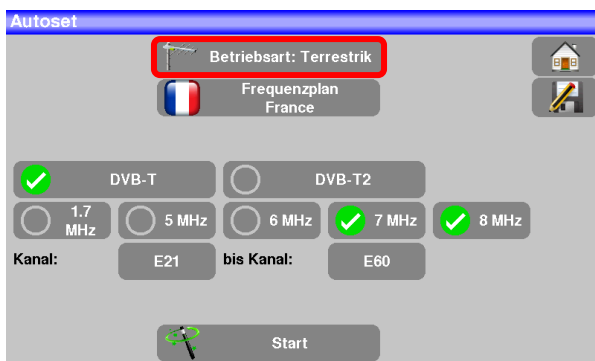 Autoset
Betriebsart: Terrestrik
Frequenzplan
France
DVB-T
DVB-T2
1.7
MHz
5 MHz
6 MHz
7 MHz
8 MHz
Kanal:
E21
bis Kanal:
E60
Start